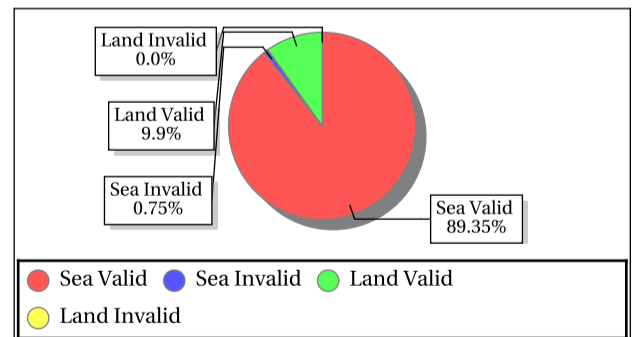 Land Invalid
0.0%
Land Valid
9.9%
Sea Invalid
0.75%
Sea Valid
89.35%
Sea Valid Sea Invalid Land Valid
Land Invalid